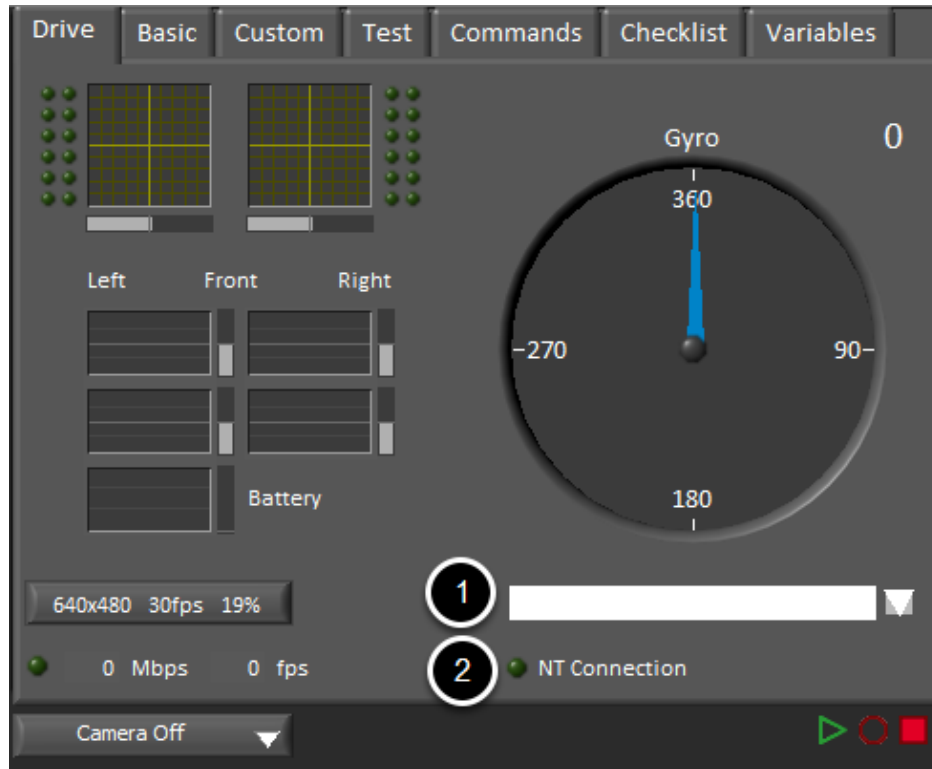 Drive Basic Custom Test Commands Checklist Variables
Gyro 0
360
Left Front Right
270 90
180
Battery
1
640x480 30fps 19%
2
0 Mbps 0 fps NT Connection
Camera Off